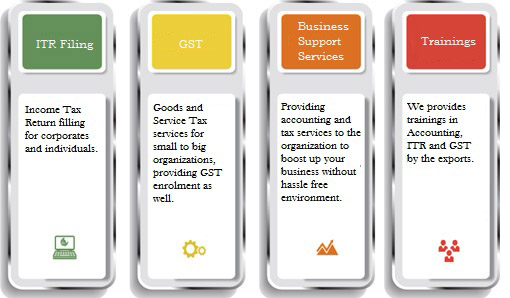 ITR Filing
Income Tax
Return filling
for corporates
and individuals.
GST
Goods and
Service Tax
services for
small to big
organizations,
providing GST
enrolment as
well.
Business
Support
Services
Providing
accounting and
tax services to the
organization to
boost up your
business without
hassle free
environment.
Trainings
We provides
trainings in
Accounting,
ITR and GST
by the exports.